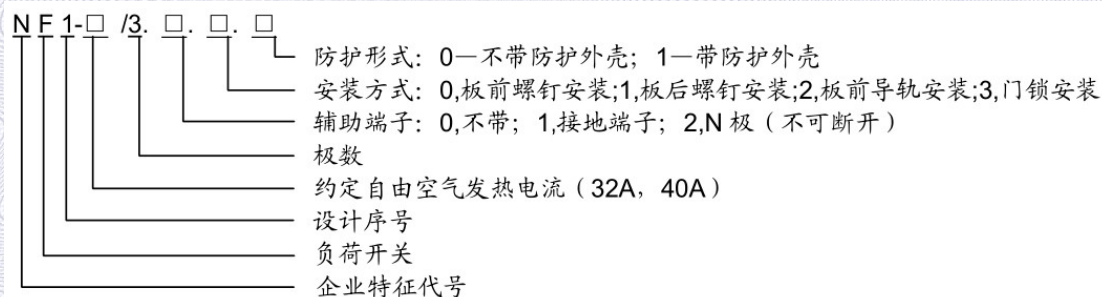 NF1-□ /3. □. □. □
防护形式：0—不带防护外壳；1—带防护外壳
安装方式：0,板前螺钉安装;1,板后螺钉安装;2,板前导轨安装;3,门锁安装
辅助端子：0,不带；1,接地端子；2,N 极（不可断开）
极数
约定自由空气发热电流（32A，40A）
设计序号
负荷开关
企业特征代号